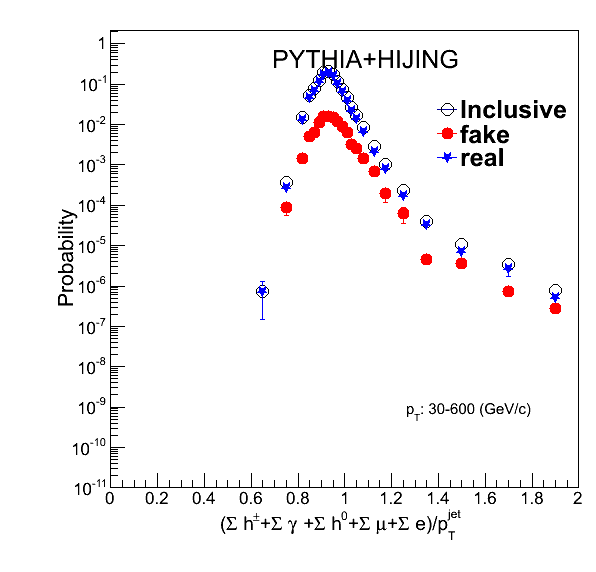 PYTHIA+HIJING
Inclusive
fake
real
Probability
1
10^-1
10^-2
10^-3
10^-4
10^-5
10^-6
10^-7
10^-8
10^-9
10^-10
10^-11
p_T: 30-600 (GeV/c)
0 0.2 0.4 0.6 0.8 1 1.2 1.4 1.6 1.8 2
(Σ h^±+Σ γ +Σ h^0+Σ μ+Σ e)/p_T^jet